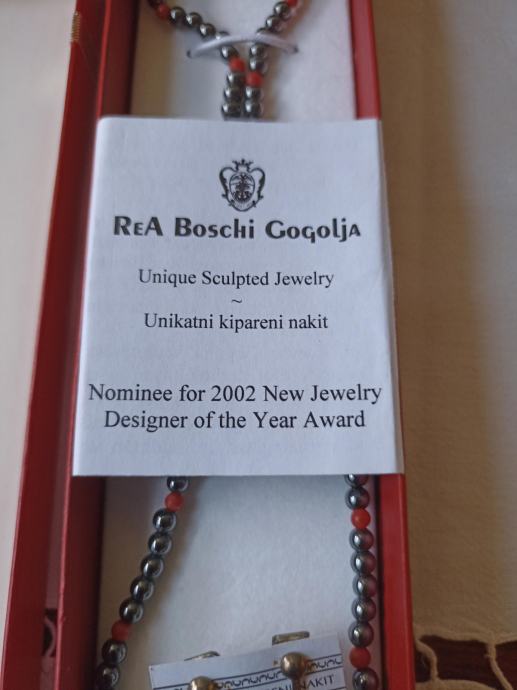 ReA Boschi Gogolja
Unique Sculpted Jewelry
~
Unikatni kipareni nakit
Nominee for 2002 New Jewelry
Designer of the Year Award
NAKIT